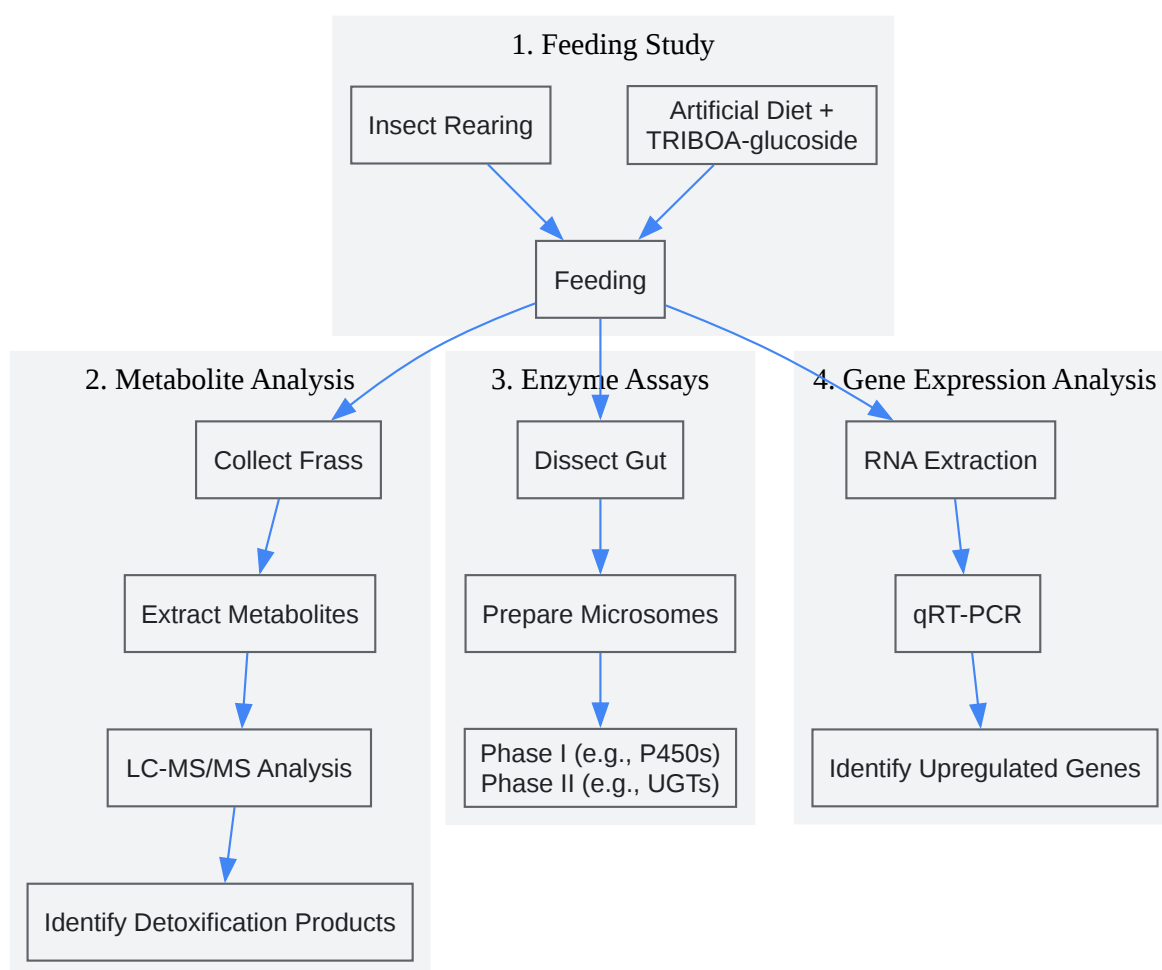 1. Feeding Study
Insect Rearing
Artificial Diet +
TRIBOA-glucoside
Feeding
2. Metabolite Analysis
Collect Frass
Extract Metabolites
LC-MS/MS Analysis
Identify Detoxification Products
3. Enzyme Assays
Dissect Gut
Prepare Microsomes
Phase I (e.g., P450s)
Phase II (e.g., UGTs)
4. Gene Expression Analysis
RNA Extraction
qRT-PCR
Identify Upregulated Genes